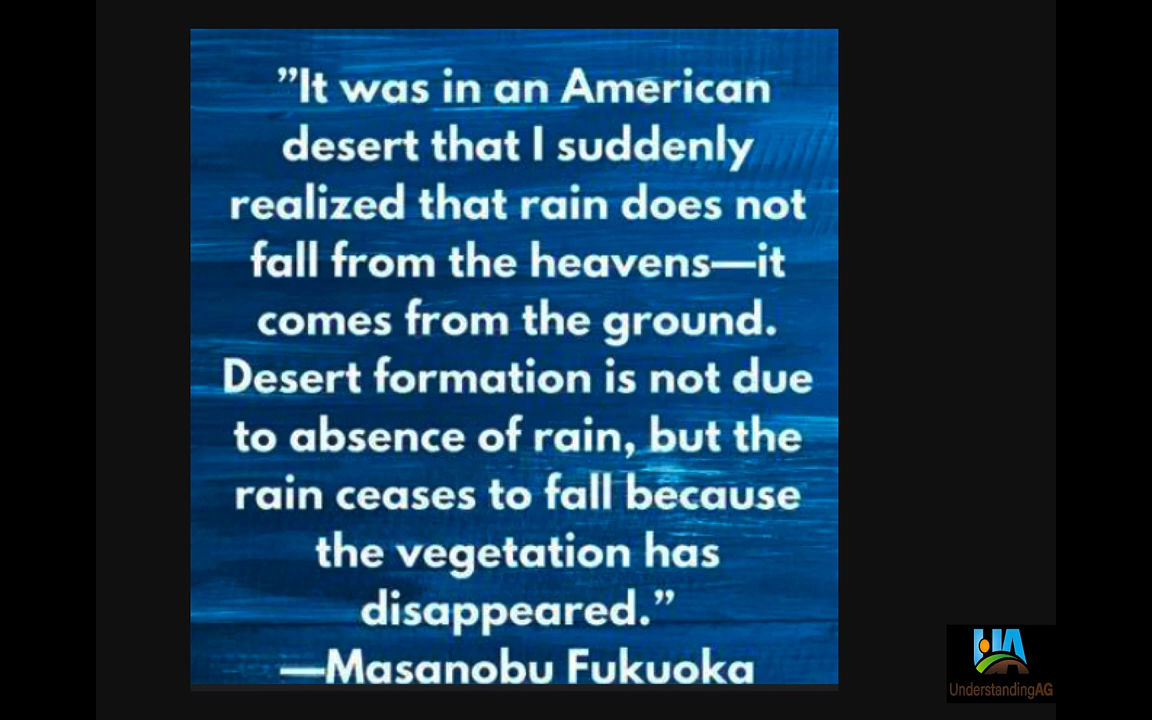 ”It was in an American
desert that I suddenly
realized that rain does not
fall from the heavens—it
comes from the ground.
Desert formation is not due
to absence of rain, but the
rain ceases to fall because
the vegetation has
disappeared.”
—Masanobu Fukuoka
UA
UnderstandingAG